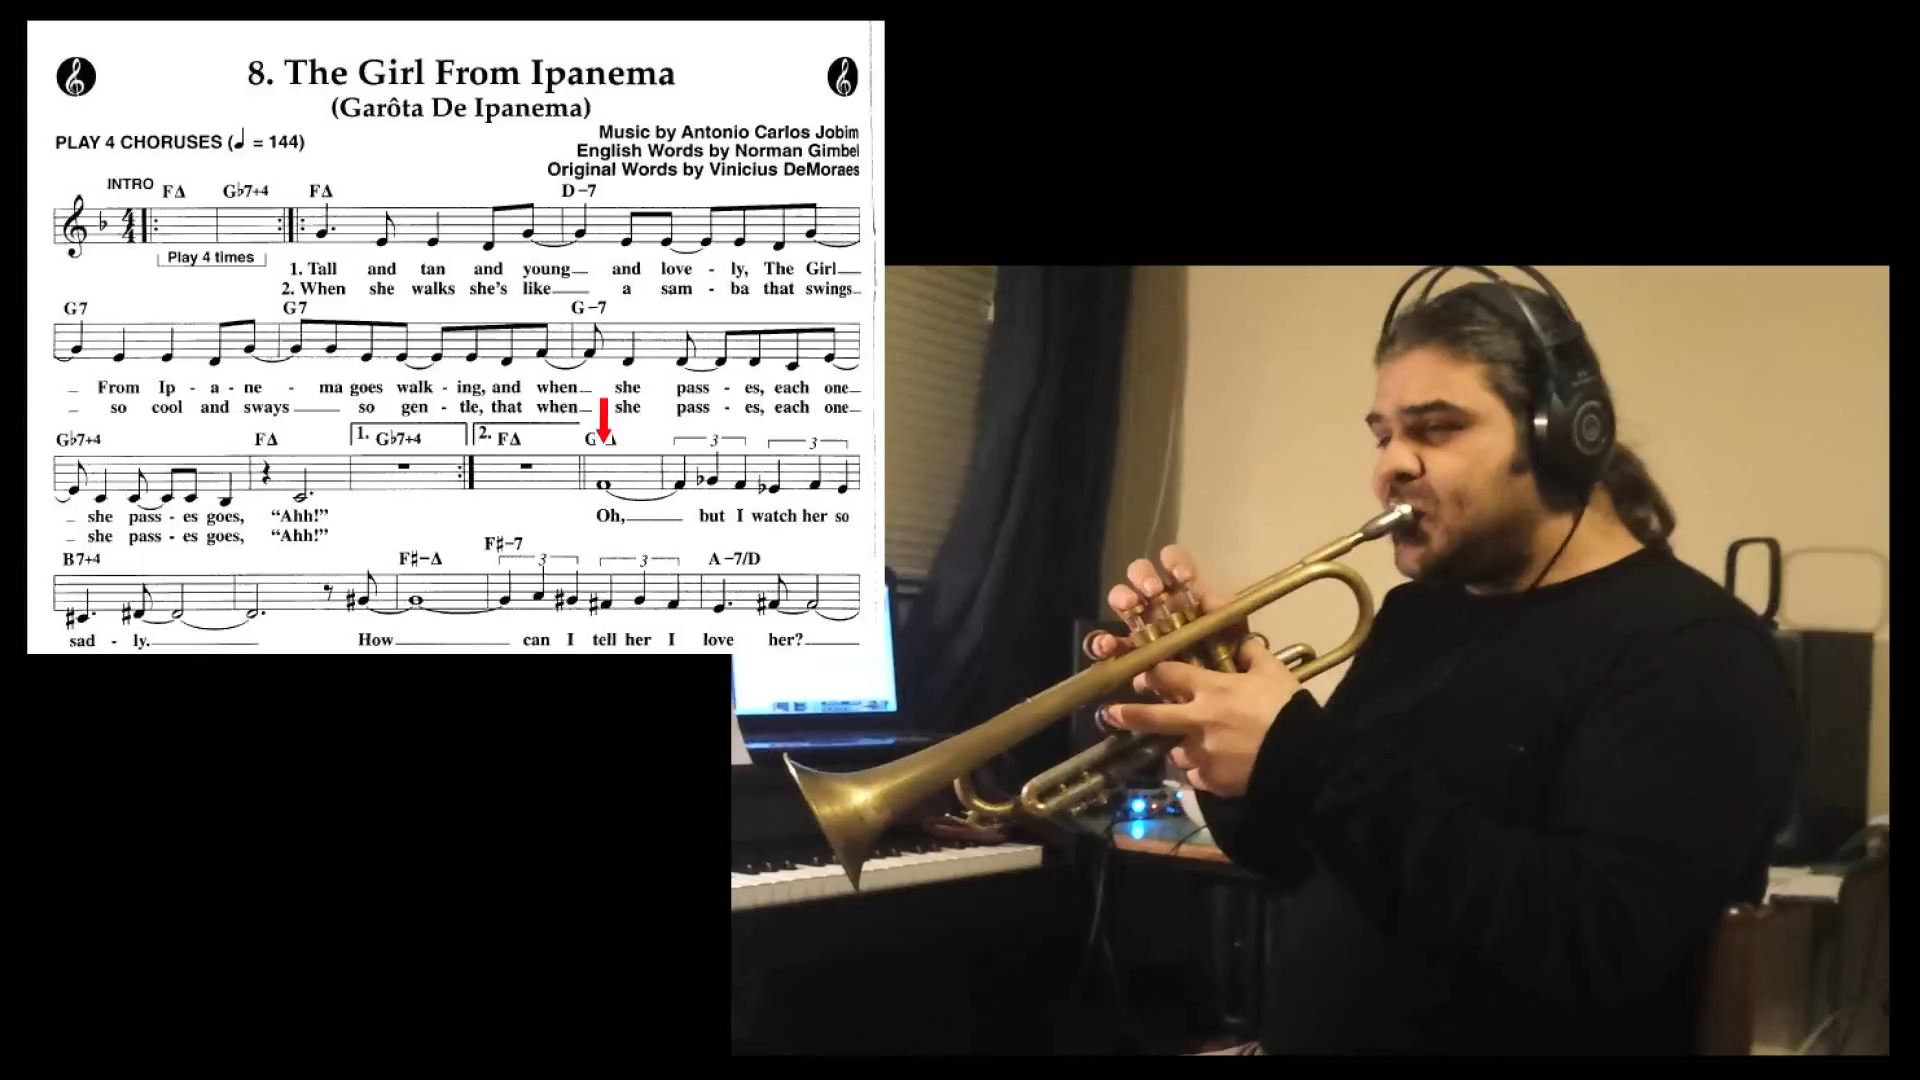 8. The Girl From Ipanema
(Garôta De Ipanema)
PLAY 4 CHORUSES (♩ = 144)
Music by Antonio Carlos Jobim
English Words by Norman Gimbel
Original Words by Vinicius DeMoraes
INTRO FΔ G♭7+4 FΔ D–7
4/4
Play 4 times
1. Tall and tan and young and love - ly, The Girl
2. When she walks she's like a sam - ba that swings
G7 G7 G–7
From Ip - a - ne - ma goes walk - ing, and when she pass - es, each one
so cool and sways so gen - tle, that when she pass - es, each one
G♭7+4 FΔ 1. G♭7+4 2. FΔ G Δ 3 3
she pass - es goes, “Ahh!” Oh, but I watch her so
she pass - es goes, “Ahh!”
B7+4 F♯–Δ F♯–7 3 3 A–7/D
sad - ly. How can I tell her I love her?